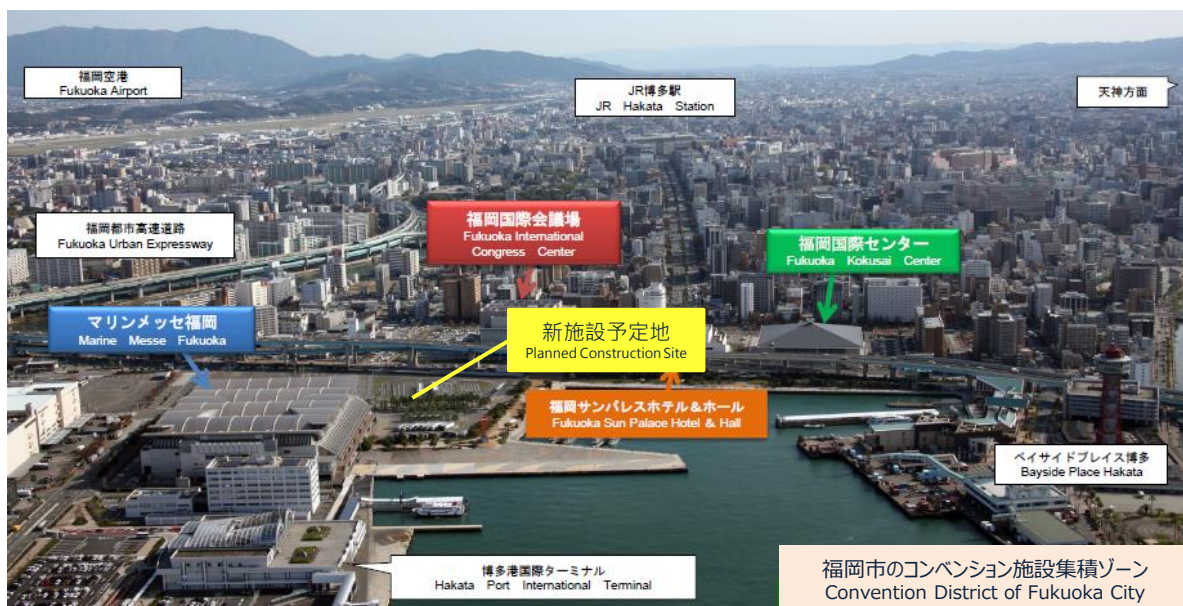 福岡空港
Fukuoka Airport
JR博多駅
JR Hakata Station
天神方面
福岡都市高速道路
Fukuoka Urban Expressway
福岡国際会議場
Fukuoka International
Congress Center
福岡国際センター
Fukuoka Kokusai Center
マリンメッセ福岡
Marine Messe Fukuoka
新施設予定地
Planned Construction Site
福岡サンパレスホテル&ホール
Fukuoka Sun Palace Hotel & Hall
ベイサイドプレイス博多
Bayside Place Hakata
博多港国際ターミナル
Hakata Port International Terminal
福岡市のコンベンション施設集積ゾーン
Convention District of Fukuoka City